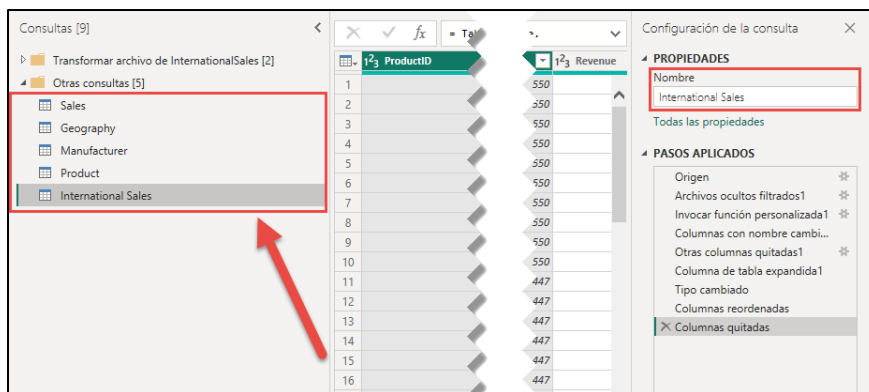 Consultas [9]
Transformar archivo de InternationalSales [2]
Otras consultas [5]
Sales
Geography
Manufacturer
Product
International Sales
fx = Ta
ProductID
Revenue
1 550
2 550
3 550
4 550
5 550
6 550
7 550
8 550
9 550
10 550
11 447
12 447
13 447
14 447
15 447
16 447
Configuración de la consulta
PROPIEDADES
Nombre
International Sales
Todas las propiedades
PASOS APLICADOS
Origen
Archivos ocultos filtrados1
Invocar función personalizada1
Columnas con nombre cambi...
Otras columnas quitadas1
Columna de tabla expandida1
Tipo cambiado
Columnas reordenadas
Columnas quitadas